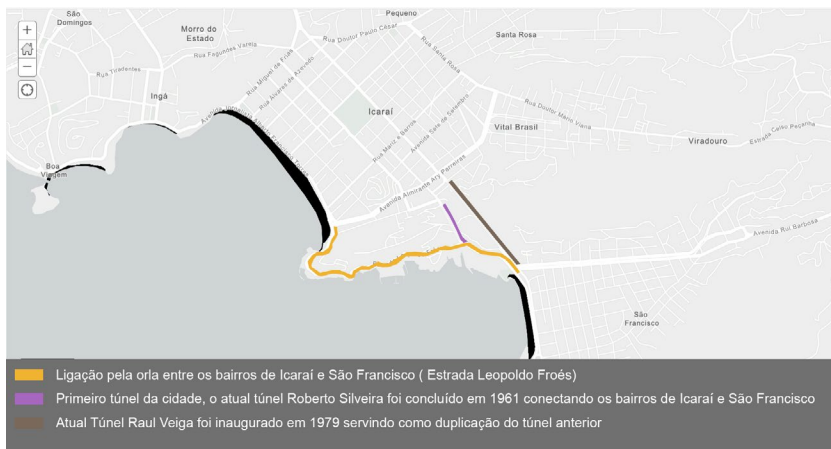 São
Domingos
Morro do
Estado
Pequeno
Santa Rosa
Rua Doutor Paulo César
Rua Fagundes Varela
Rua Santa Rosa
Rua Tiradentes
Rua Miguel de Frias
Rua Álvares de Azevedo
Ingá
Icaraí
Rua Doutor Mário Viana
Vital Brasil
Viradouro
Estrada Celso Peçanha
Rua Mariz e Barros
Avenida Sete de Setembro
Boa
Viagem
Avenida Almirante Ary Parreiras
Avenida Rui Barbosa
São
Francisco
Ligação pela orla entre os bairros de Icaraí e São Francisco ( Estrada Leopoldo Froés)
Primeiro túnel da cidade, o atual túnel Roberto Silveira foi concluído em 1961 conectando os bairros de Icaraí e São Francisco
Atual Túnel Raul Veiga foi inaugurado em 1979 servindo como duplicação do túnel anterior